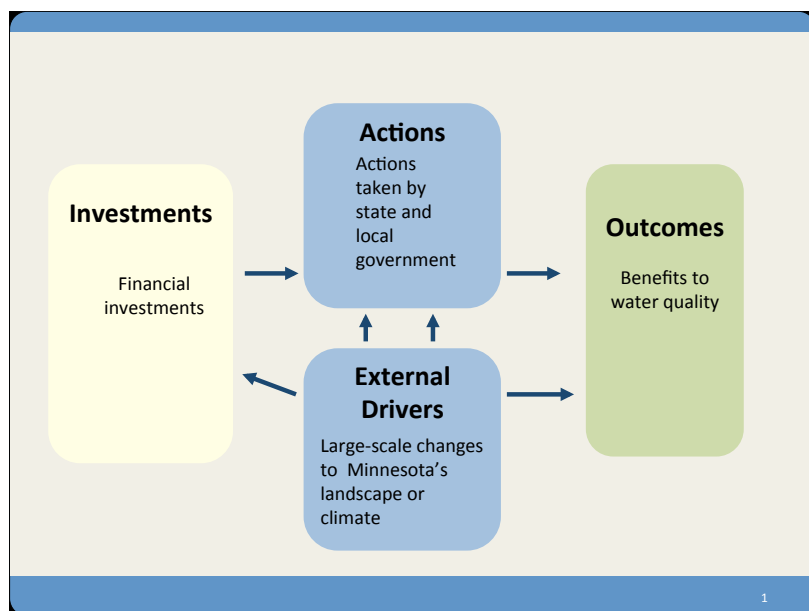 Investments
Financial
investments
Actions
Actions
taken by
state and
local
government
External
Drivers
Large-scale changes
to Minnesota’s
landscape or
climate
Outcomes
Benefits to
water quality
1